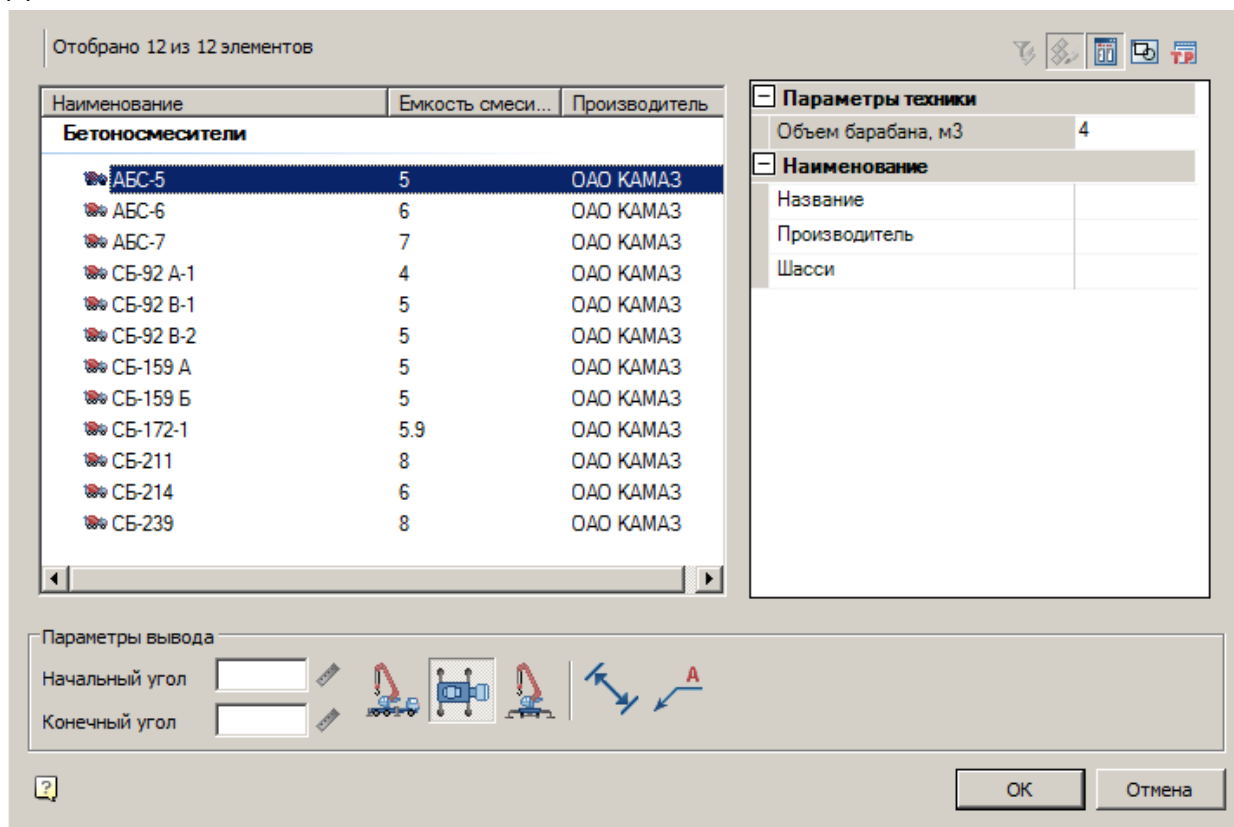 Отобрано 12 из 12 элементов
TP
Наименование Емкость смеси... Производитель
Бетоносмесители
АБС-5 5 ОАО КАМАЗ
АБС-6 6 ОАО КАМАЗ
АБС-7 7 ОАО КАМАЗ
СБ-92 А-1 4 ОАО КАМАЗ
СБ-92 В-1 5 ОАО КАМАЗ
СБ-92 В-2 5 ОАО КАМАЗ
СБ-159 А 5 ОАО КАМАЗ
СБ-159 Б 5 ОАО КАМАЗ
СБ-172-1 5.9 ОАО КАМАЗ
СБ-211 8 ОАО КАМАЗ
СБ-214 6 ОАО КАМАЗ
СБ-239 8 ОАО КАМАЗ
Параметры техники
Объем барабана, м3 4
Наименование
Название
Производитель
Шасси
Параметры вывода
Начальный угол
Конечный угол
A
?
ОК Отмена